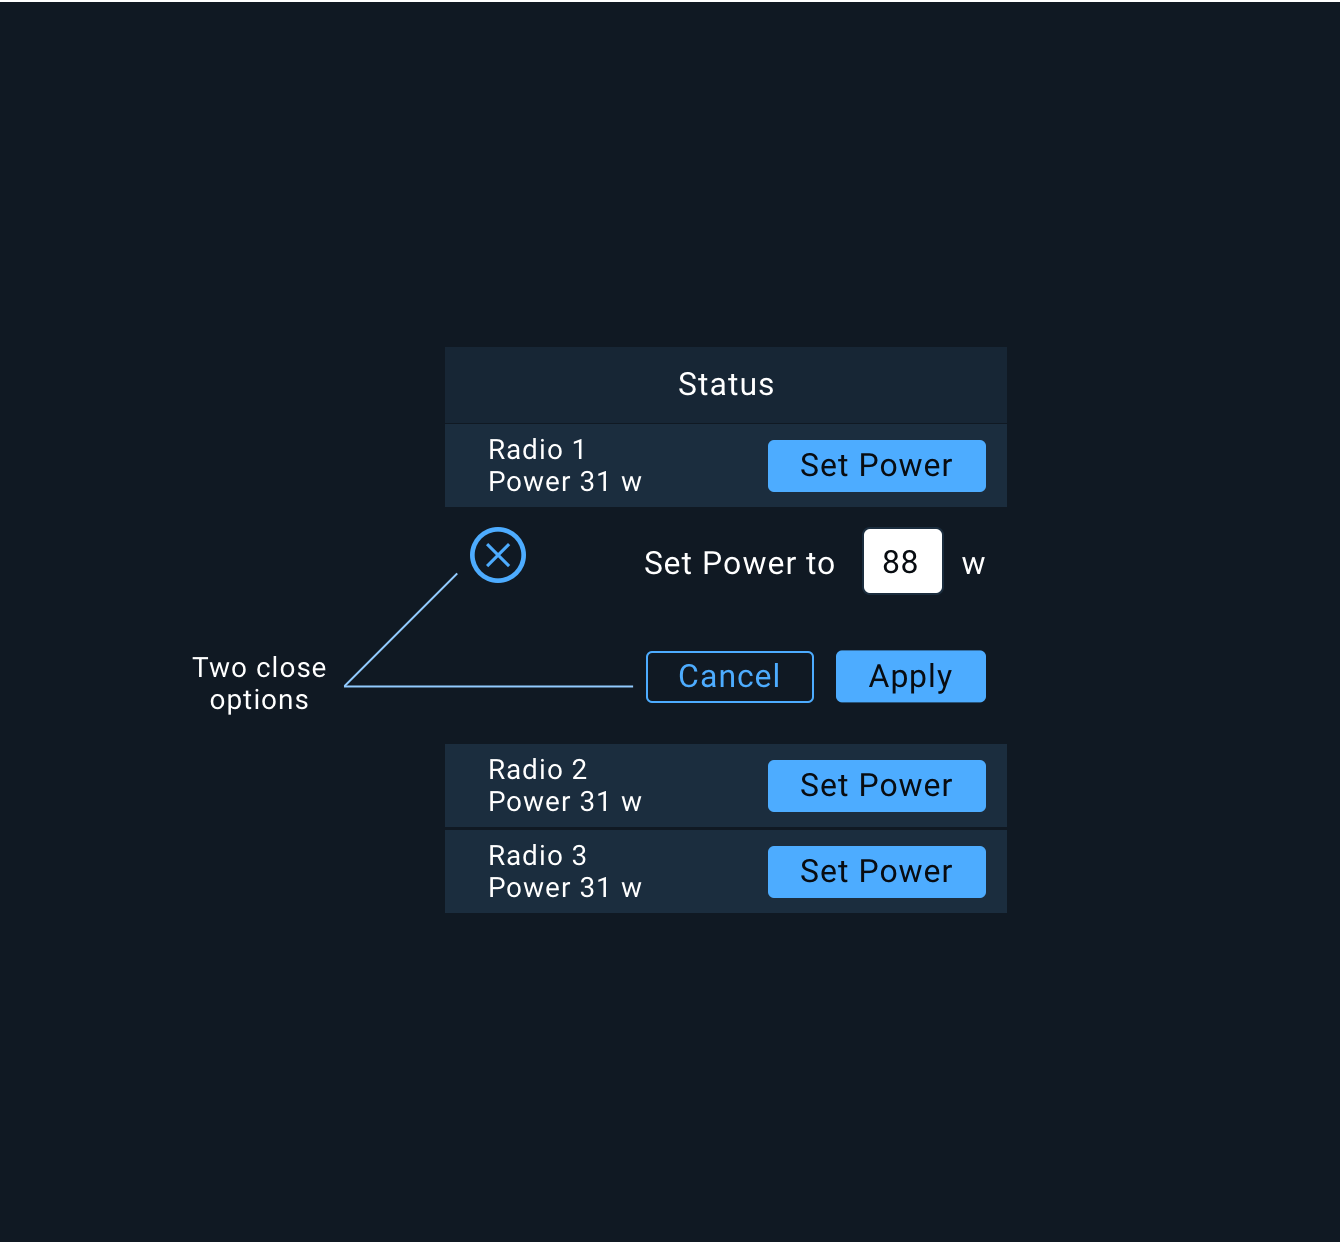 Status
Radio 1
Power 31 w
Set Power
Set Power to 88 w
Two close
options
Cancel
Apply
Radio 2
Power 31 w
Set Power
Radio 3
Power 31 w
Set Power